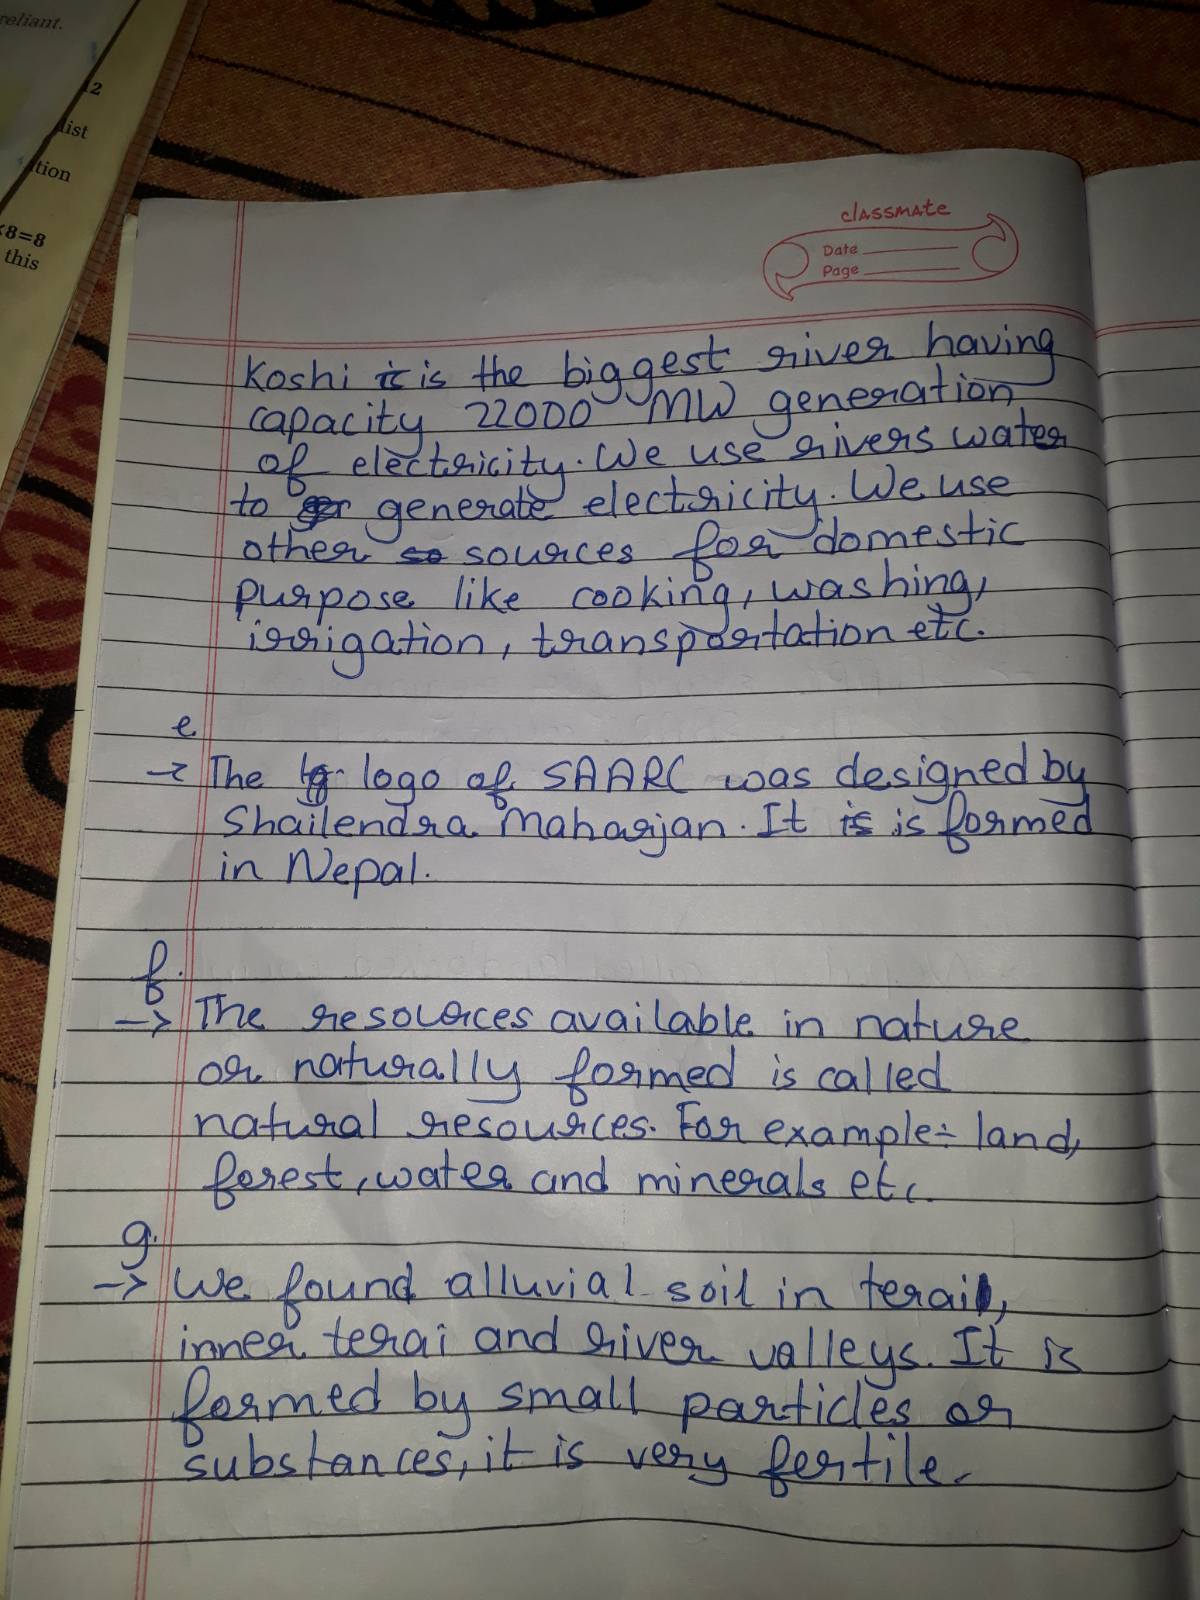 reliant.
12
list
ation
×8=8
this
classmate
Date
Page
Koshi is the biggest river having
capacity 22000 MW generation
of electricity. We use rivers water
to generate electricity. We use
other sources for domestic
purpose like cooking, washing,
irrigation, transportation etc.
e.
→ The logo of SAARC was designed by
Shailendra Maharjan. It is formed
in Nepal.
f.
→ The resources available in nature
or naturally formed is called
natural resources. For example:- land,
forest, water and minerals etc.
g.
→ We found alluvial soil in terai,
inner terai and river valleys. It is
formed by small particles or
substances, it is very fertile.